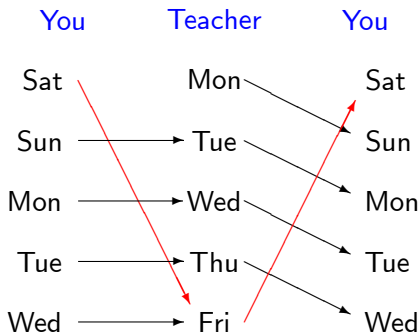 You Teacher You
Sat Mon Sat
Sun Tue Sun
Mon Wed Mon
Tue Thu Tue
Wed Fri Wed